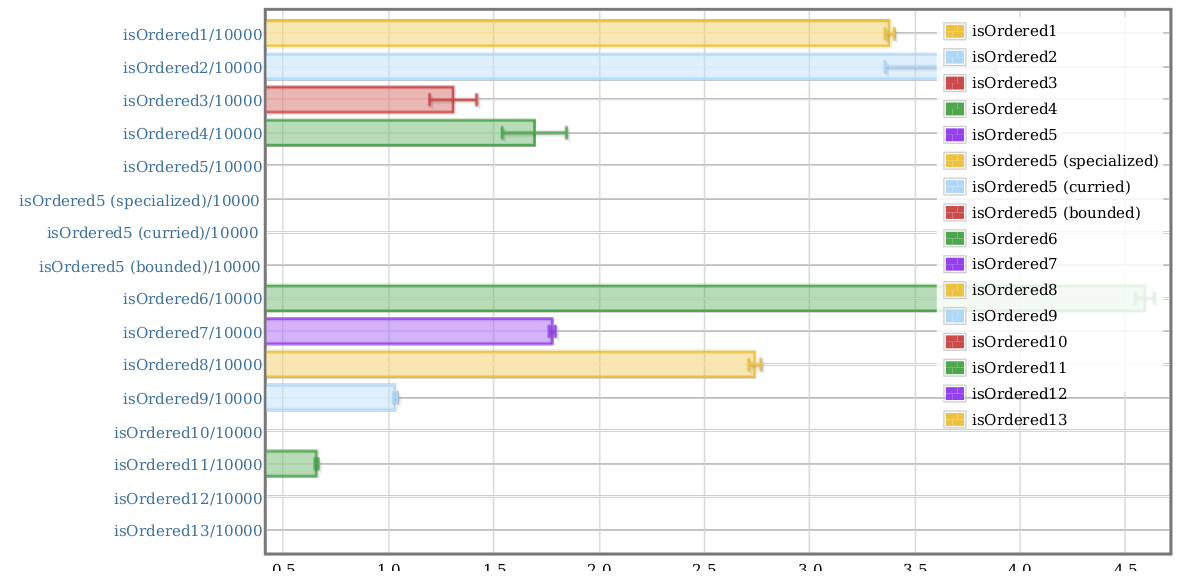 isOrdered1/10000
isOrdered2/10000
isOrdered3/10000
isOrdered4/10000
isOrdered5/10000
isOrdered5 (specialized)/10000
isOrdered5 (curried)/10000
isOrdered5 (bounded)/10000
isOrdered6/10000
isOrdered7/10000
isOrdered8/10000
isOrdered9/10000
isOrdered10/10000
isOrdered11/10000
isOrdered12/10000
isOrdered13/10000
isOrdered1
isOrdered2
isOrdered3
isOrdered4
isOrdered5
isOrdered5 (specialized)
isOrdered5 (curried)
isOrdered5 (bounded)
isOrdered6
isOrdered7
isOrdered8
isOrdered9
isOrdered10
isOrdered11
isOrdered12
isOrdered13
0.5 1.0 1.5 2.0 2.5 3.0 3.5 4.0 4.5